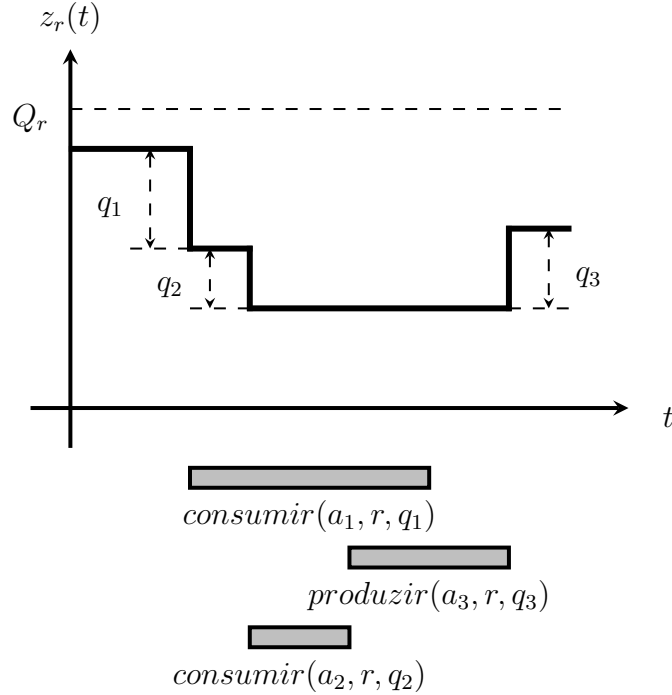 z_r(t)
Q_r
q_1
q_2
q_3
t
consumir(a_1, r, q_1)
produzir(a_3, r, q_3)
consumir(a_2, r, q_2)